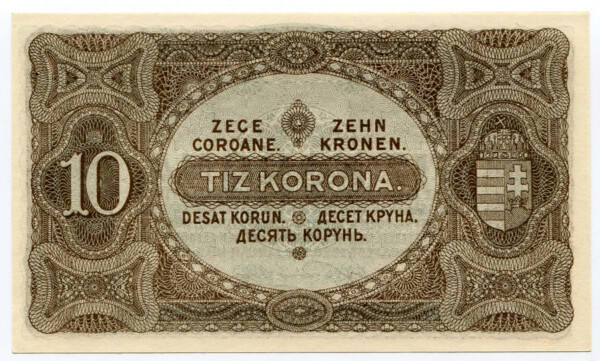 ZECE COROANE.
ZEHN KRONEN.
10
TIZ KORONA.
DESAT KORUN. ДЕСЕТ КРУНА.
ДЕСЯТЬ КОРУНЬ.